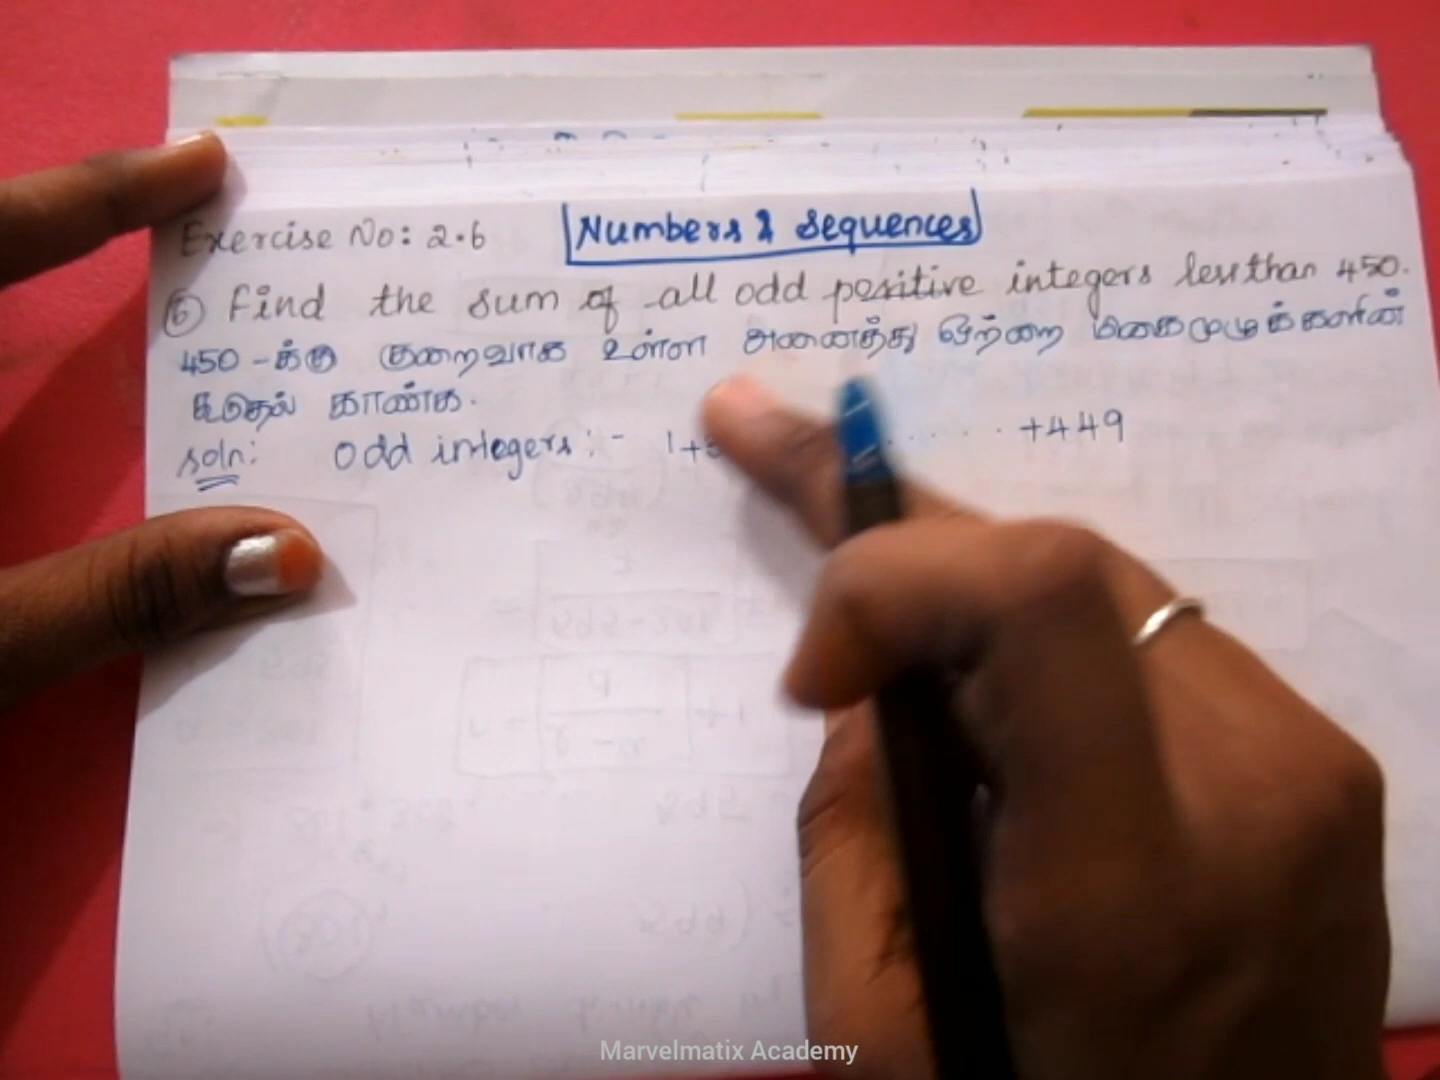 Exercise No: 2.6 Numbers & Sequences
⑥ Find the sum of all odd positive integers less than 450.
450 -க்கு குறைவாக உள்ள அனைத்து ஒற்றை மிகை முழுக்களின்
கூடுதல் காண்க.
soln: Odd integers :- 1+3 ..... +449
Marvelmatix Academy